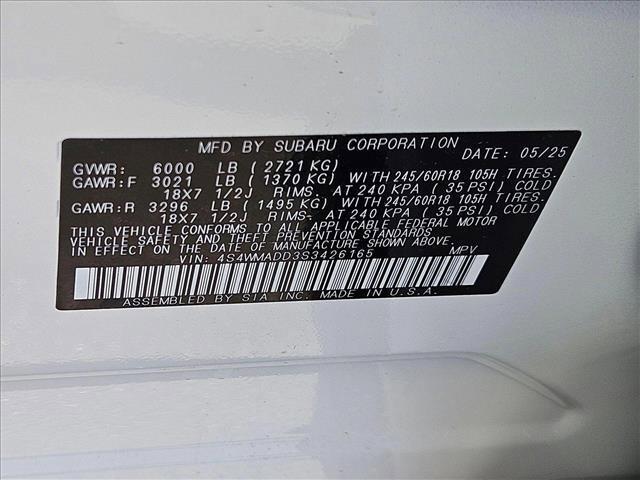 MFD BY SUBARU CORPORATION DATE: 05/25
GVWR: 6000 LB ( 2721 KG)
GAWR:F 3021 LB ( 1370 KG) WITH 245/60R18 105H TIRES.
18X7 1/2J RIMS. AT 240 KPA ( 35 PSI) COLD
GAWR:R 3296 LB ( 1495 KG) WITH 245/60R18 105H TIRES.
18X7 1/2J RIMS. AT 240 KPA ( 35 PSI) COLD
THIS VEHICLE CONFORMS TO ALL APPLICABLE FEDERAL MOTOR
VEHICLE SAFETY AND THEFT PREVENTION STANDARDS IN
EFFECT ON THE DATE OF MANUFACTURE SHOWN ABOVE.
VIN: 4S4WMADD3S3426165 MPV
ASSEMBLED BY SIA INC. MADE IN U.S.A.